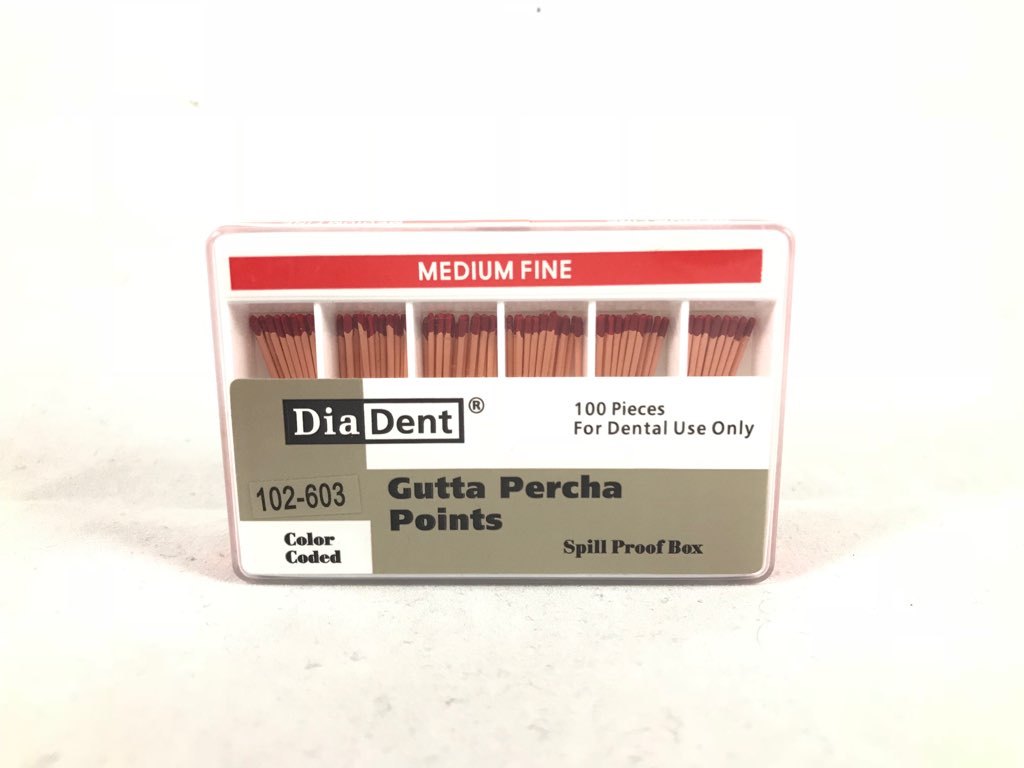 MEDIUM FINE
DiaDent®
100 Pieces
For Dental Use Only
102-603
Gutta Percha
Points
Color
Coded
Spill Proof Box